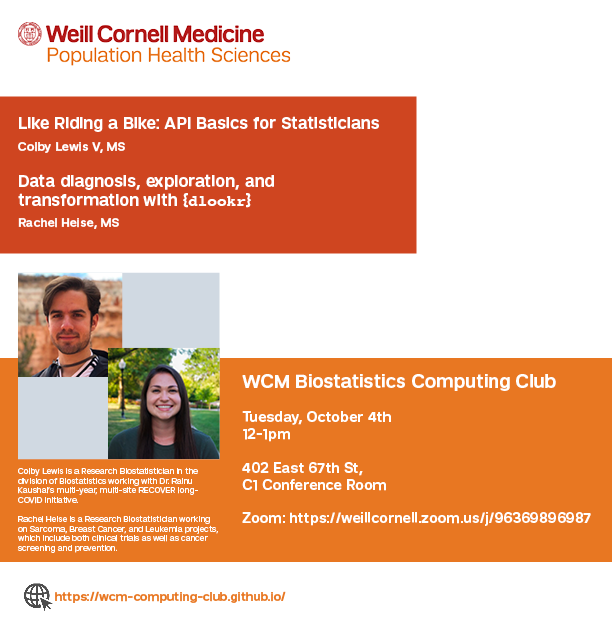 Weill Cornell Medicine
Population Health Sciences
Like Riding a Bike: API Basics for Statisticians
Colby Lewis V, MS
Data diagnosis, exploration, and
transformation with {dlookr}
Rachel Heise, MS
WCM Biostatistics Computing Club
Tuesday, October 4th
12-1pm
402 East 67th St,
C1 Conference Room
Zoom: https://weillcornell.zoom.us/j/96369896987
Colby Lewis is a Research Biostatistician in the
division of Biostatistics working with Dr. Rainu
Kaushal's multi-year, multi-site RECOVER long-
COVID initiative.
Rachel Heise is a Research Biostatistician working
on Sarcoma, Breast Cancer, and Leukemia projects,
which include both clinical trials as well as cancer
screening and prevention.
https://wcm-computing-club.github.io/